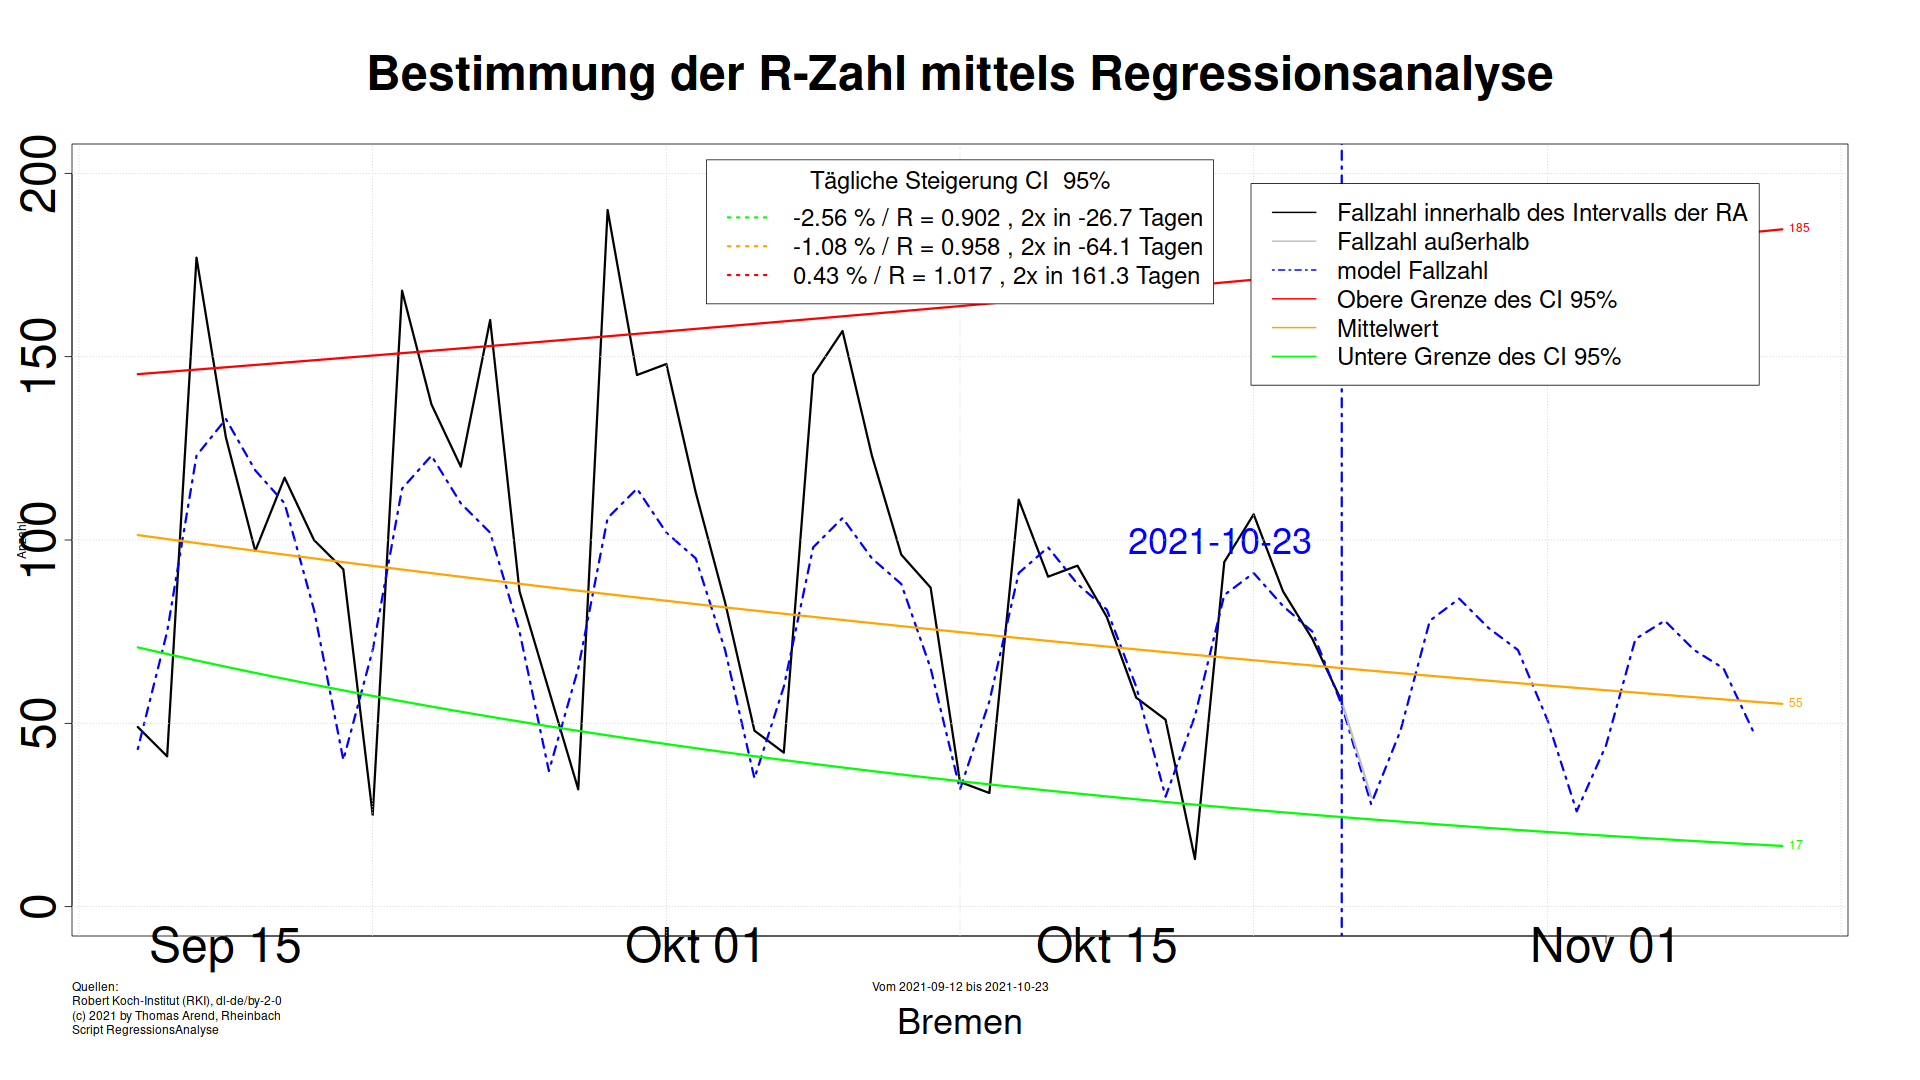 Bestimmung der R-Zahl mittels Regressionsanalyse
Tägliche Steigerung CI  95%
-2.56 % / R = 0.902 , 2x in -26.7 Tagen
-1.08 % / R = 0.958 , 2x in -64.1 Tagen
0.43 % / R = 1.017 , 2x in 161.3 Tagen
Fallzahl innerhalb des Intervalls der RA
Fallzahl außerhalb
model Fallzahl
Obere Grenze des CI 95%
Mittelwert
Untere Grenze des CI 95%
185
2021-10-23
55
17
200
150
100
50
0
Anzahl
Sep 15
Okt 01
Okt 15
Nov 01
Quellen:
Robert Koch-Institut (RKI), dl-de/by-2-0
(c) 2021 by Thomas Arend, Rheinbach
Script RegressionsAnalyse
Vom 2021-09-12 bis 2021-10-23
Bremen